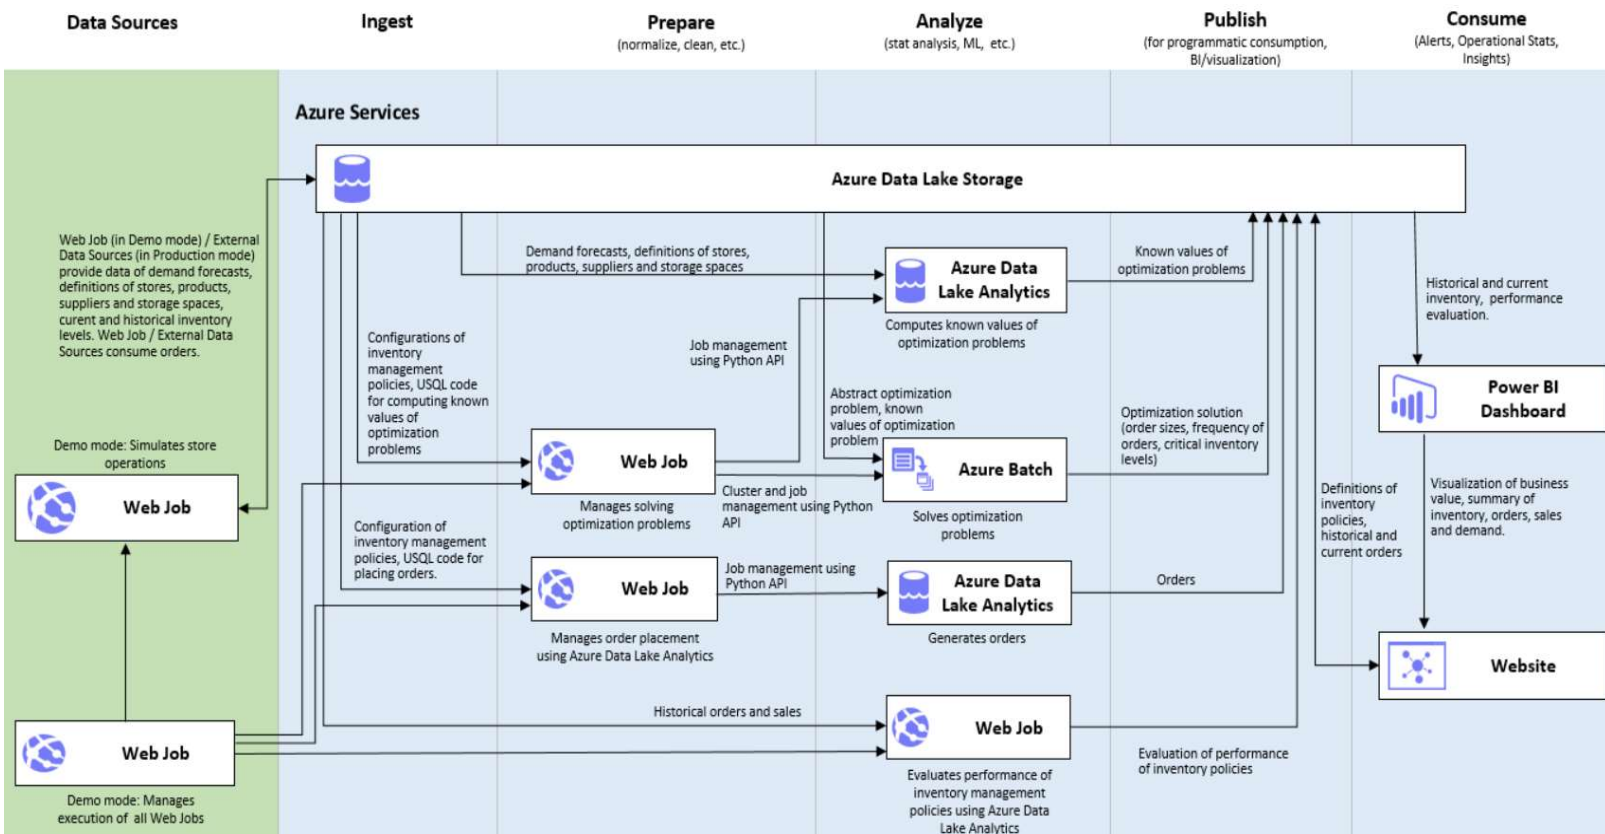 Data Sources
Ingest
Prepare
(normalize, clean, etc.)
Analyze
(stat analysis, ML, etc.)
Publish
(for programmatic consumption,
BI/visualization)
Consume
(Alerts, Operational Stats,
Insights)
Azure Services
Azure Data Lake Storage
Web Job (in Demo mode) / External
Data Sources (in Production mode)
provide data of demand forecasts,
definitions of stores, products,
suppliers and storage spaces,
curent and historical inventory
levels. Web Job / External Data
Sources consume orders.
Demand forecasts, definitions of stores,
products, suppliers and storage spaces
Azure Data
Lake Analytics
Computes known values of
optimization problems
Known values of
optimization problems
Historical and current
inventory, performance
evaluation.
Configurations of
inventory
management
policies, USQL code
for computing known
values of
optimization
problems
Job management
using Python API
Abstract optimization
problem, known
values of optimization
problem
Optimization solution
(order sizes, frequency of
orders, critical inventory
levels)
Power BI
Dashboard
Demo mode: Simulates store
operations
Web Job
Web Job
Manages solving
optimization problems
Cluster and job
management using Python
API
Azure Batch
Solves optimization
problems
Definitions of
inventory
policies,
historical and
current orders
Visualization of business
value, summary of
inventory, orders, sales
and demand.
Configuration of
inventory management
policies, USQL code for
placing orders.
Web Job
Manages order placement
using Azure Data Lake Analytics
Job management using
Python API
Azure Data
Lake Analytics
Generates orders
Orders
Website
Historical orders and sales
Web Job
Evaluates performance of
inventory management
policies using Azure Data
Lake Analytics
Evaluation of performance
of inventory policies
Web Job
Demo mode: Manages
execution of all Web Jobs